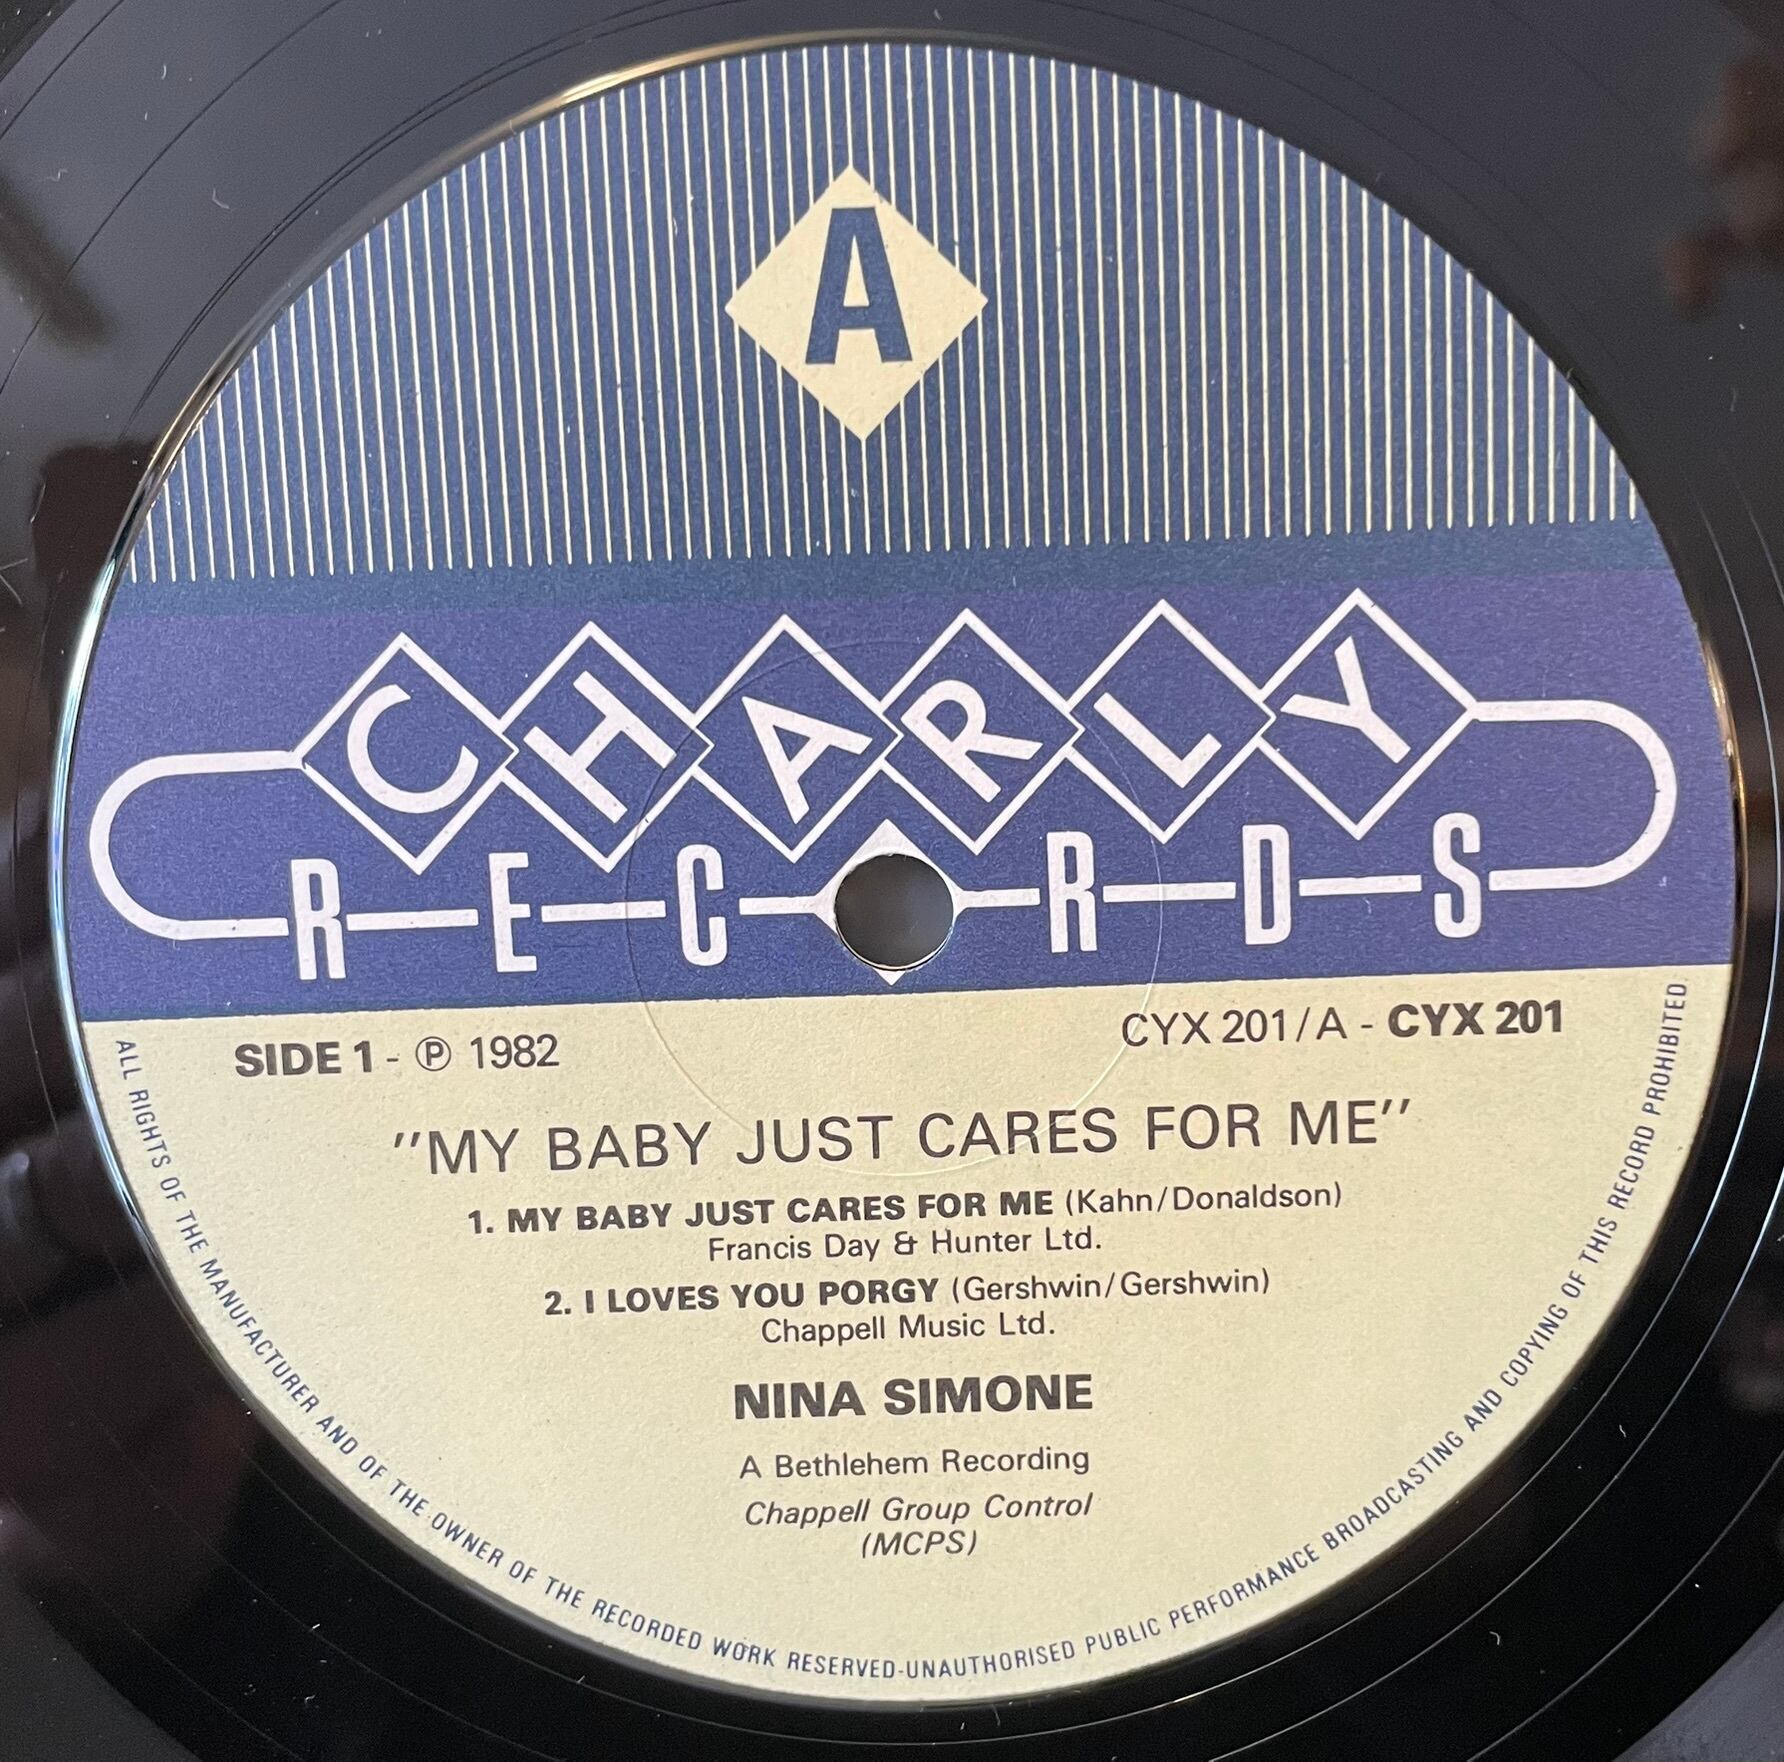 A
CHARLY
RECORDS
SIDE 1 - ℗ 1982
CYX 201/A - CYX 201
"MY BABY JUST CARES FOR ME"
1. MY BABY JUST CARES FOR ME (Kahn/Donaldson)
Francis Day & Hunter Ltd.
2. I LOVES YOU PORGY (Gershwin/Gershwin)
Chappell Music Ltd.
NINA SIMONE
A Bethlehem Recording
Chappell Group Control
(MCPS)
ALL RIGHTS OF THE MANUFACTURER AND OF THE OWNER OF THE RECORDED WORK RESERVED-UNAUTHORISED PUBLIC PERFORMANCE BROADCASTING AND COPYING OF THIS RECORD PROHIBITED.